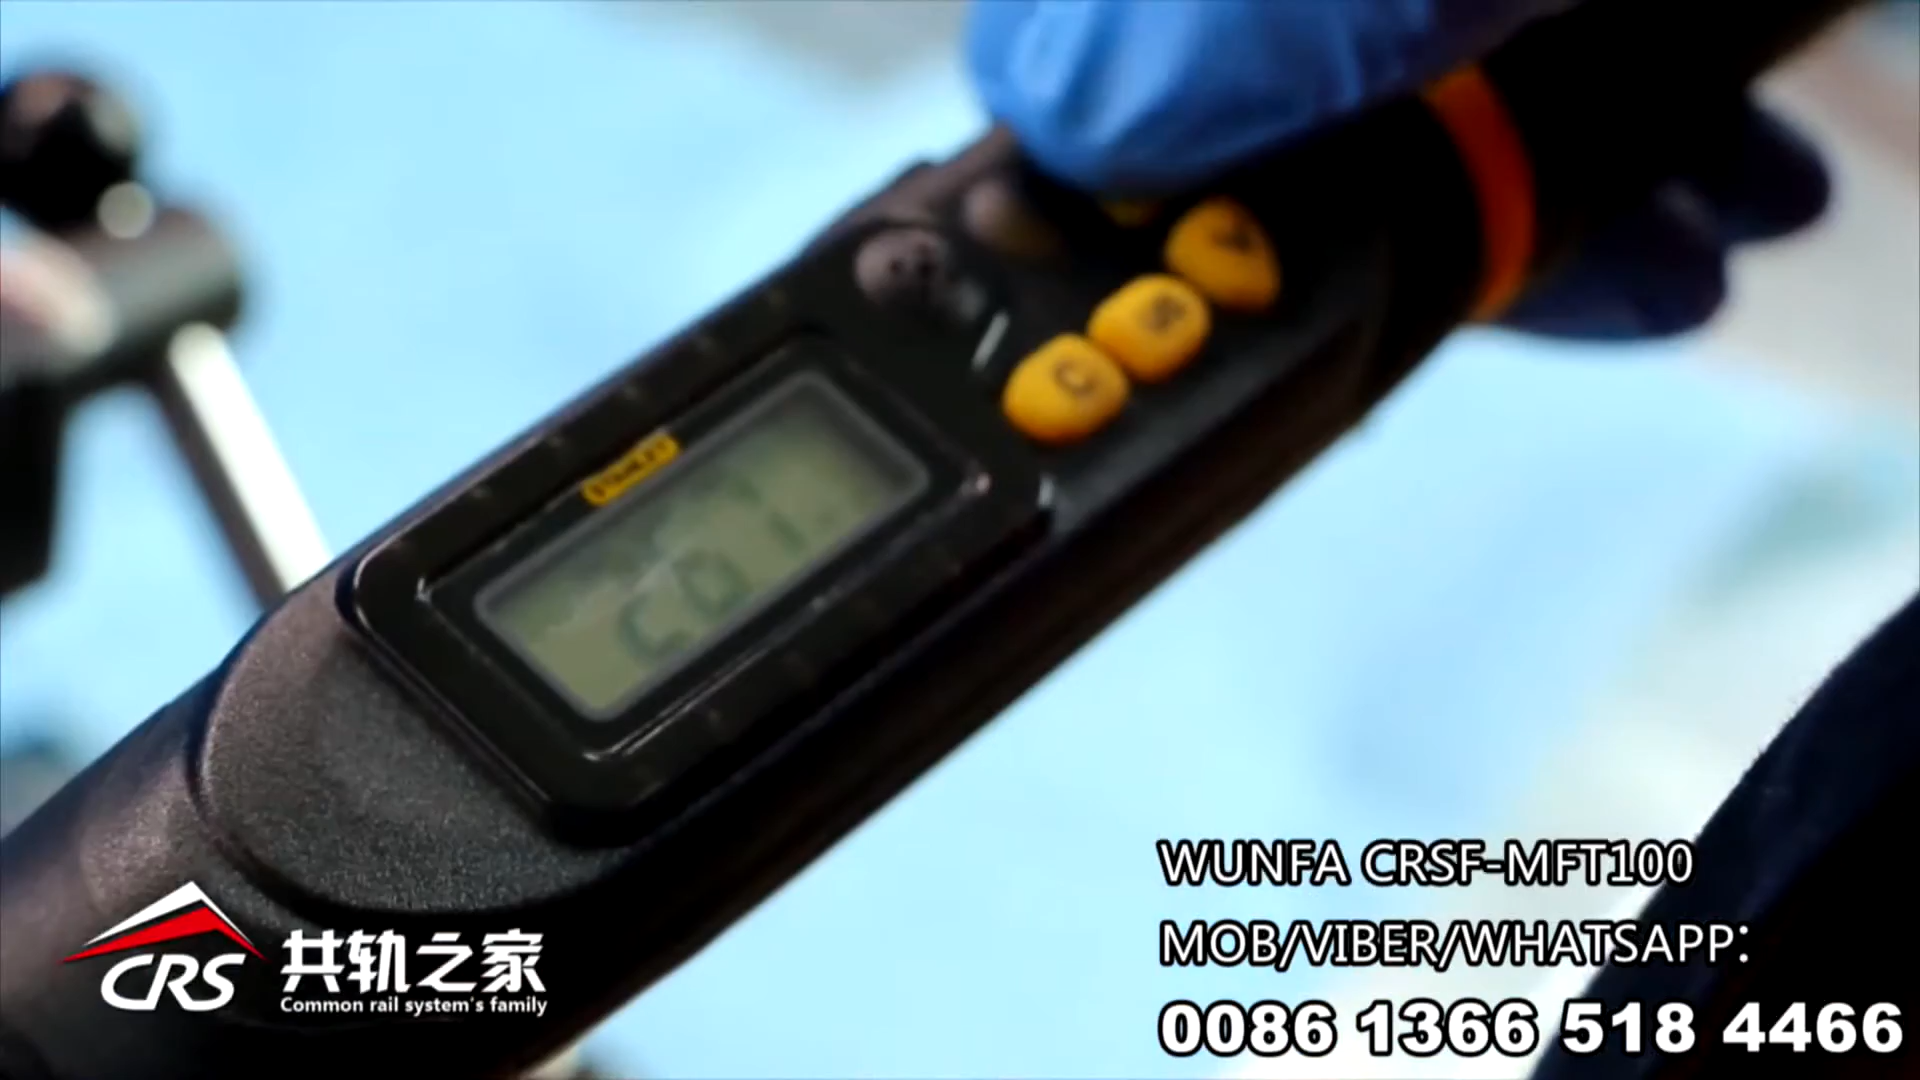 STANLEY
C
WUNFA CRSF-MFT100
MOB/VIBER/WHATSAPP:
0086 1366 518 4466
CRS 共轨之家
Common rail system's family